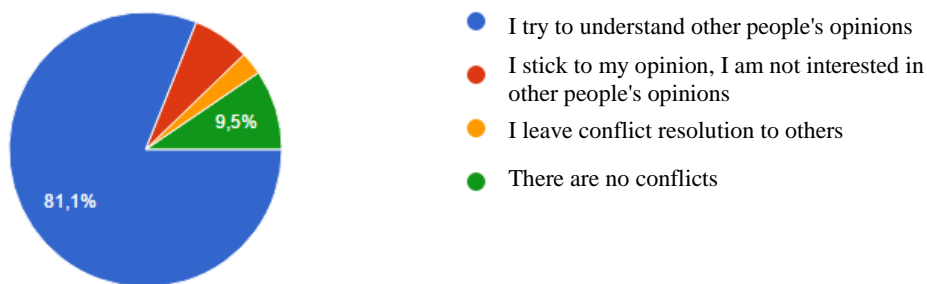 9,5%
81,1%
I try to understand other people's opinions
I stick to my opinion, I am not interested in
other people's opinions
I leave conflict resolution to others
There are no conflicts